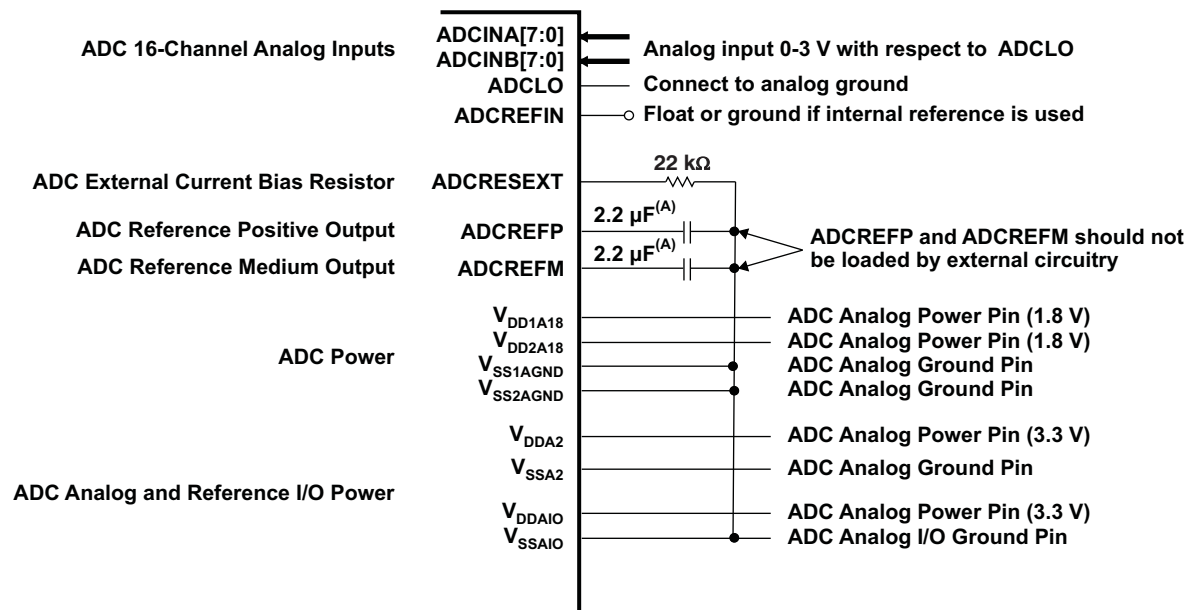 ADC 16-Channel Analog Inputs
ADCINA[7:0]
ADCINB[7:0]
Analog input 0-3 V with respect to ADCLO
ADCLO
Connect to analog ground
ADCREFIN
Float or ground if internal reference is used
22 kΩ
ADC External Current Bias Resistor
ADCRESEXT
2.2 µF(A)
ADC Reference Positive Output
ADCREFP
2.2 µF(A)
ADC Reference Medium Output
ADCREFM
ADCREFP and ADCREFM should not
be loaded by external circuitry
ADC Power
VDD1A18
ADC Analog Power Pin (1.8 V)
VDD2A18
ADC Analog Power Pin (1.8 V)
VSS1AGND
ADC Analog Ground Pin
VSS2AGND
ADC Analog Ground Pin
ADC Analog and Reference I/O Power
VDDA2
ADC Analog Power Pin (3.3 V)
VSSA2
ADC Analog Ground Pin
VDDAIO
ADC Analog Power Pin (3.3 V)
VSSAIO
ADC Analog I/O Ground Pin